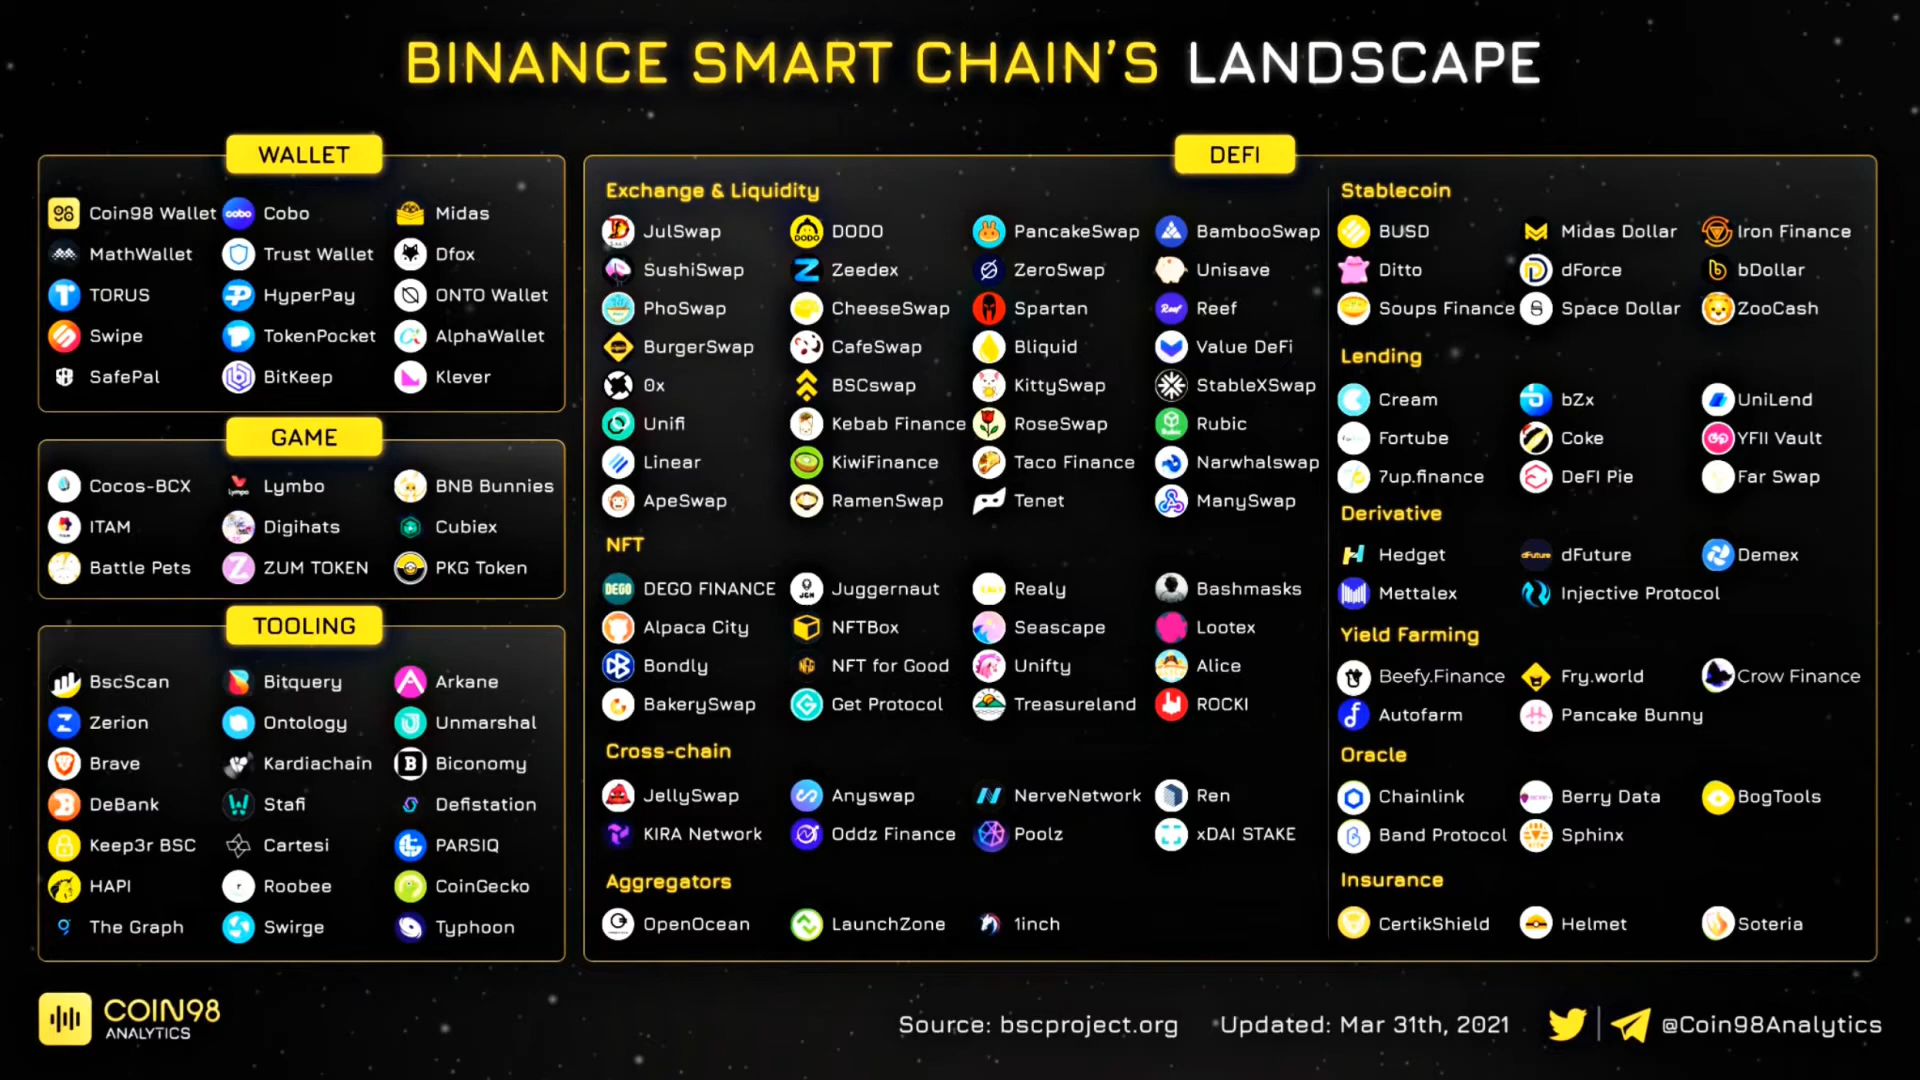 BINANCE SMART CHAIN'S LANDSCAPE
WALLET
Coin98 Wallet Cobo Midas
MathWallet Trust Wallet Dfox
TORUS HyperPay ONTO Wallet
Swipe TokenPocket AlphaWallet
SafePal BitKeep Klever
GAME
Cocos-BCX Lymbo BNB Bunnies
ITAM Digihats Cubiex
Battle Pets ZUM TOKEN PKG Token
TOOLING
BscScan Bitquery Arkane
Zerion Ontology Unmarshal
Brave Kardiachain Biconomy
DeBank Stafi Defistation
Keep3r BSC Cartesi PARSIQ
HAPI Roobee CoinGecko
The Graph Swirge Typhoon
DEFI
Exchange & Liquidity
JulSwap DODO PancakeSwap BambooSwap
SushiSwap Zeedex ZeroSwap Unisave
PhoSwap CheeseSwap Spartan Reef
BurgerSwap CafeSwap Bliquid Value DeFi
0x BSCswap KittySwap StableXSwap
Unifi Kebab Finance RoseSwap Rubic
Linear KiwiFinance Taco Finance Narwhalswap
ApeSwap RamenSwap Tenet ManySwap
NFT
DEGO FINANCE Juggernaut Realy Bashmasks
Alpaca City NFTBox Seascape Lootex
Bondly NFT for Good Unifty Alice
BakerySwap Get Protocol Treasureland ROCKI
Cross-chain
JellySwap Anyswap NerveNetwork Ren
KIRA Network Oddz Finance Poolz xDAI STAKE
Aggregators
OpenOcean LaunchZone 1inch
Stablecoin
BUSD Midas Dollar Iron Finance
Ditto dForce bDollar
Soups Finance Space Dollar ZooCash
Lending
Cream bZx UniLend
Fortube Coke YFII Vault
7up.finance DeFI Pie Far Swap
Derivative
Hedget dFuture Demex
Mettalex Injective Protocol
Yield Farming
Beefy.Finance Fry.world Crow Finance
Autofarm Pancake Bunny
Oracle
Chainlink Berry Data BogTools
Band Protocol Sphinx
Insurance
CertikShield Helmet Soteria
COIN98
ANALYTICS
Source: bscproject.org Updated: Mar 31th, 2021 @Coin98Analytics